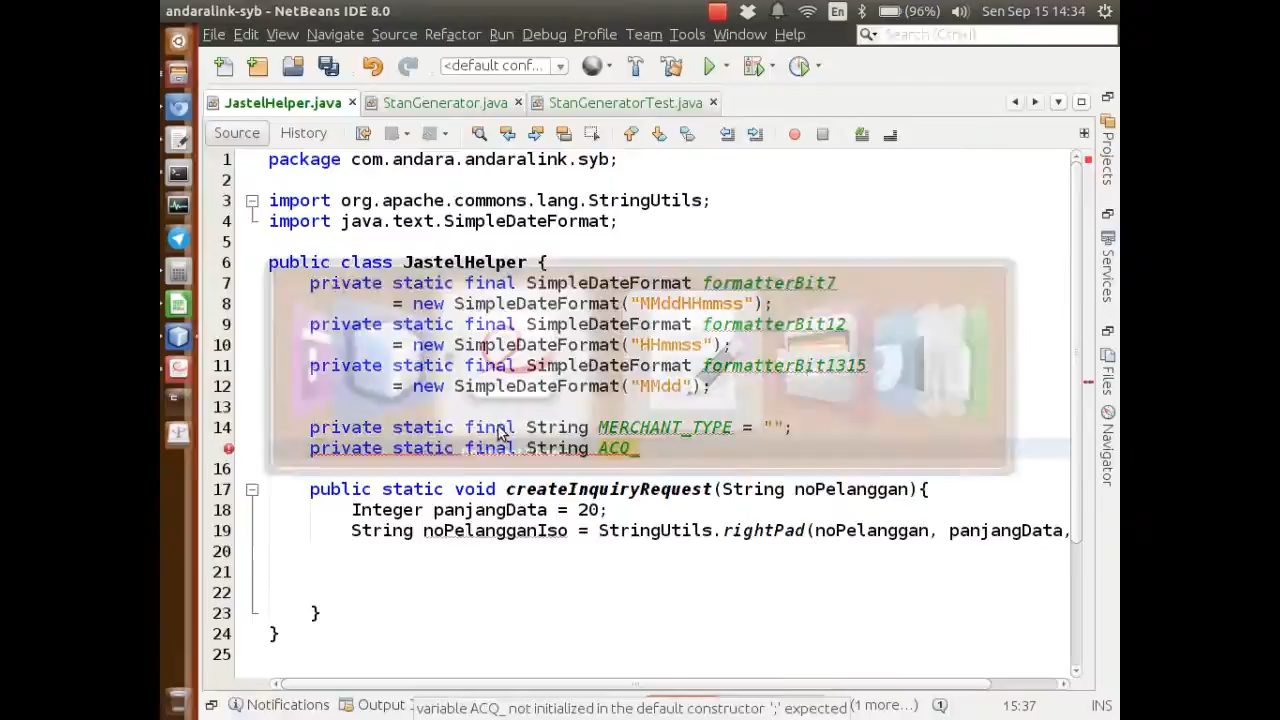 andaralink-syb - NetBeans IDE 8.0
En
(96%)
Sen Sep 15 14:34
File Edit View Navigate Source Refactor Run Debug Profile Team Tools Window Help
Search (Ctrl+I)
<default conf...
JastelHelper.java
StanGenerator.java
StanGeneratorTest.java
Source
History
1 package com.andara.andaralink.syb;
2
3 import org.apache.commons.lang.StringUtils;
4 import java.text.SimpleDateFormat;
5
6 public class JastelHelper {
7 private static final SimpleDateFormat formatterBit7
8 = new SimpleDateFormat("MMddHHmmss");
9 private static final SimpleDateFormat formatterBit12
10 = new SimpleDateFormat("HHmmss");
11 private static final SimpleDateFormat formatterBit1315
12 = new SimpleDateFormat("MMdd");
13
14 private static final String MERCHANT_TYPE = "";
private static final String ACQ_
16
17 public static void createInquiryRequest(String noPelanggan){
18 Integer panjangData = 20;
19 String noPelangganIso = StringUtils.rightPad(noPelanggan, panjangData,
20
21
22
23 }
24 }
25
Projects
Files
Navigator
Notifications
Output
variable ACQ_ not initialized in the default constructor ';' expected
(1 more...)
1
15:37
INS